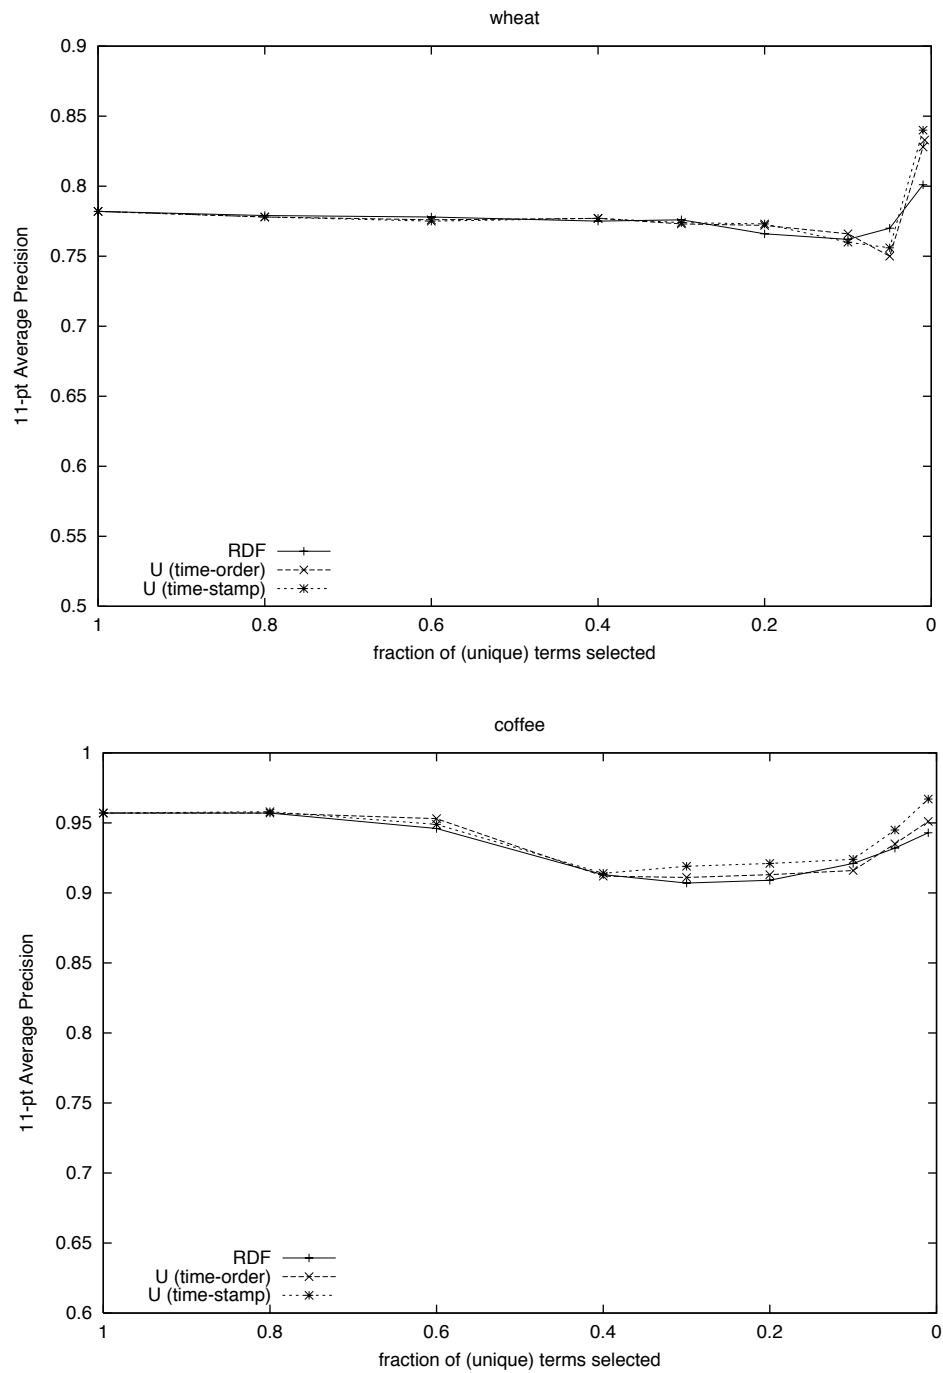 wheat
0.9
0.85
0.8
0.75
0.7
0.65
0.6
0.55
0.5
11-pt Average Precision
RDF
U (time-order)
U (time-stamp)
1 0.8 0.6 0.4 0.2 0
fraction of (unique) terms selected
coffee
1
0.95
0.9
0.85
0.8
0.75
0.7
0.65
0.6
11-pt Average Precision
RDF
U (time-order)
U (time-stamp)
1 0.8 0.6 0.4 0.2 0
fraction of (unique) terms selected